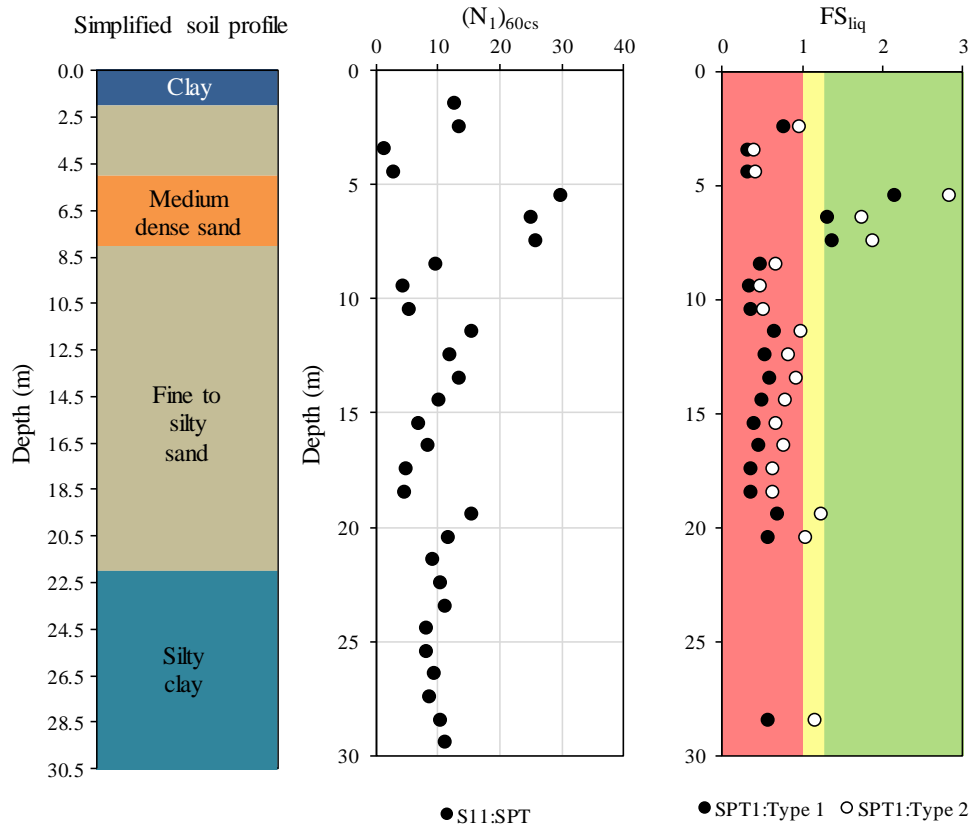 Simplified soil profile
Depth (m)
0.0
2.5
4.5
6.5
8.5
10.5
12.5
14.5
16.5
18.5
20.5
22.5
24.5
26.5
28.5
30.5
Clay
Medium
dense sand
Fine to
silty
sand
Silty
clay
(N₁)₆₀cs
0 10 20 30 40
Depth (m)
0
5
10
15
20
25
30
S11:SPT
FSliq
0 1 2 3
0
5
10
15
20
25
30
SPT1:Type 1 SPT1:Type 2